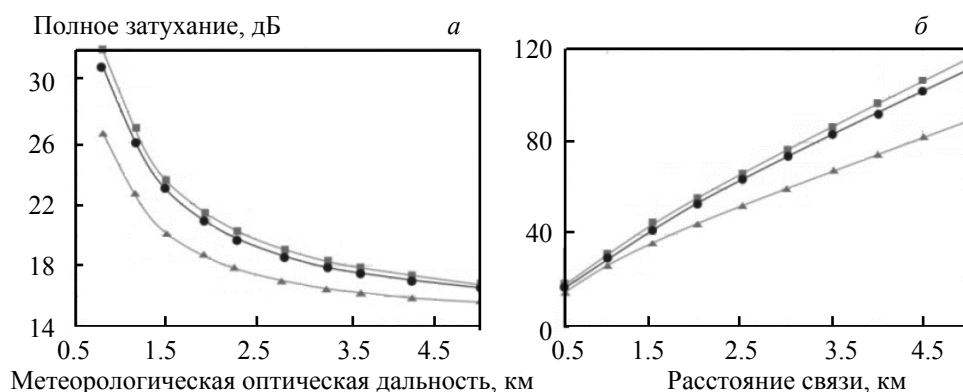 Полное затухание, дБ
а
б
30
26
22
18
14
0.5 1.5 2.5 3.5 4.5
Метеорологическая оптическая дальность, км
120
80
40
0
0.5 1.5 2.5 3.5 4.5
Расстояние связи, км